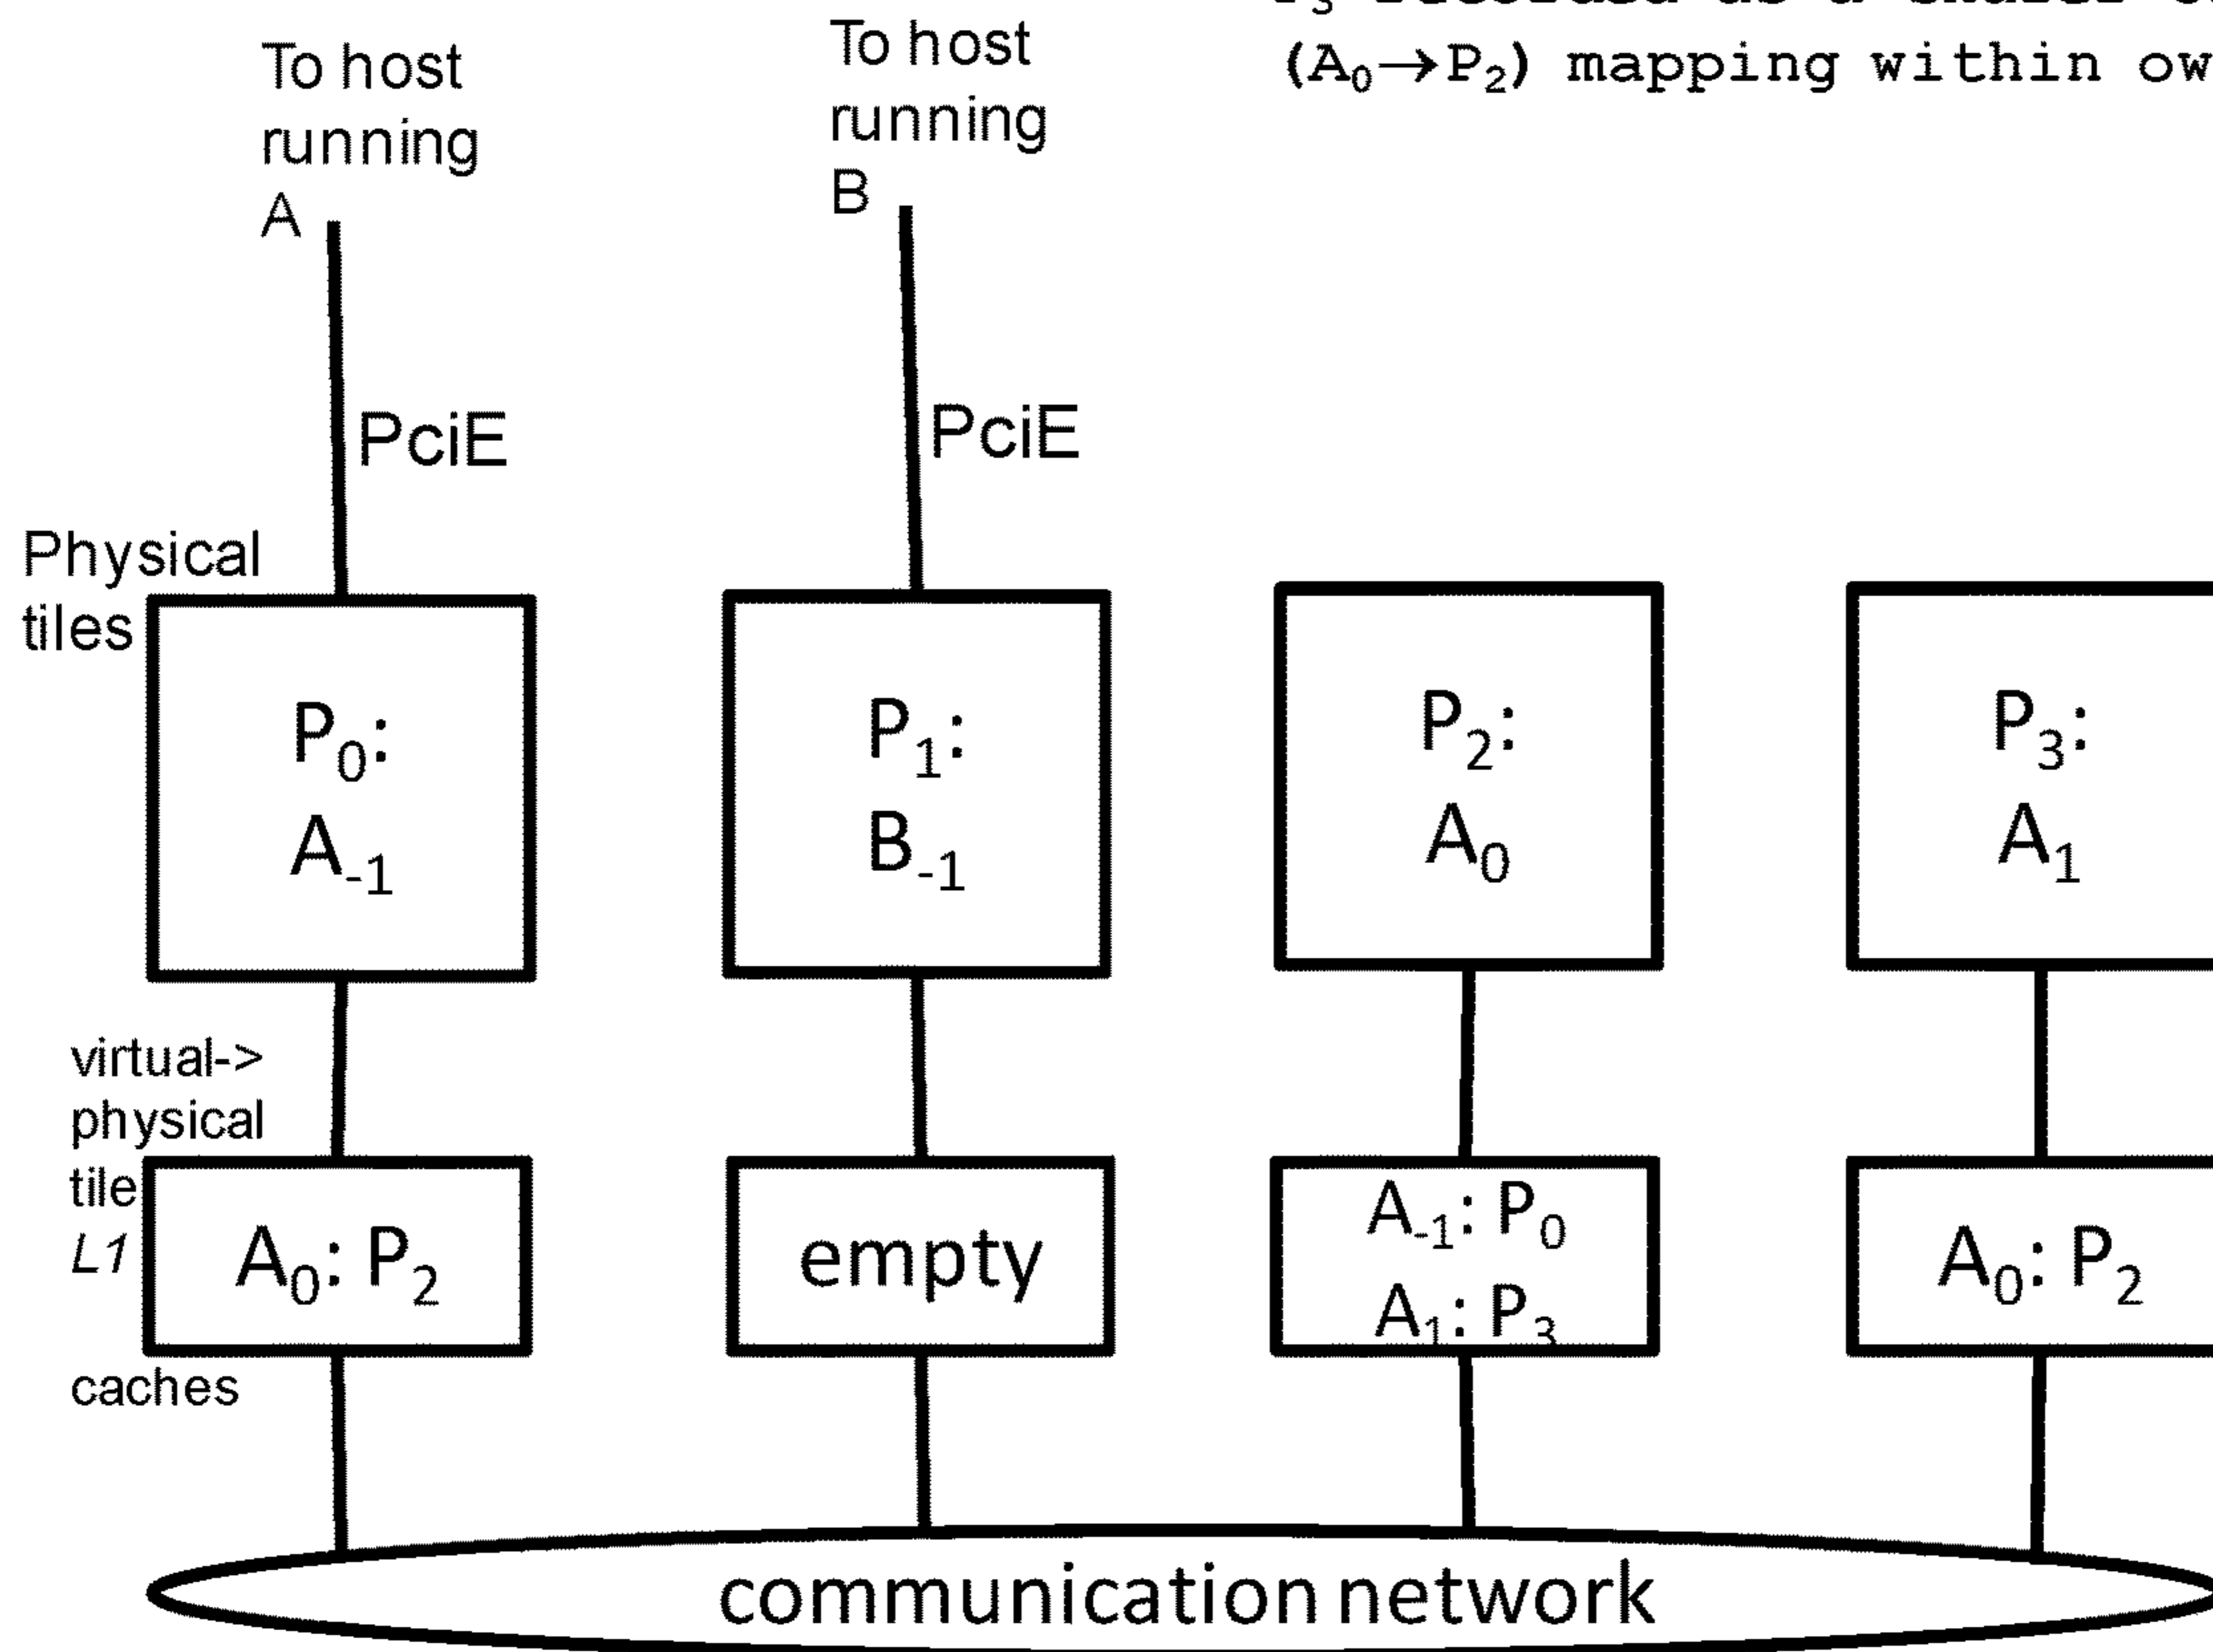 (A₀→P₂) mapping within
To host
running
A
To host
running
B
PciE
PciE
Physical
tiles
P₀:
A₋₁
P₁:
B₋₁
P₂:
A₀
P₃:
A₁
virtual->
physical
tile
L1
caches
A₀: P₂
empty
A₋₁: P₀
A₁: P₃
A₀: P₂
communication network